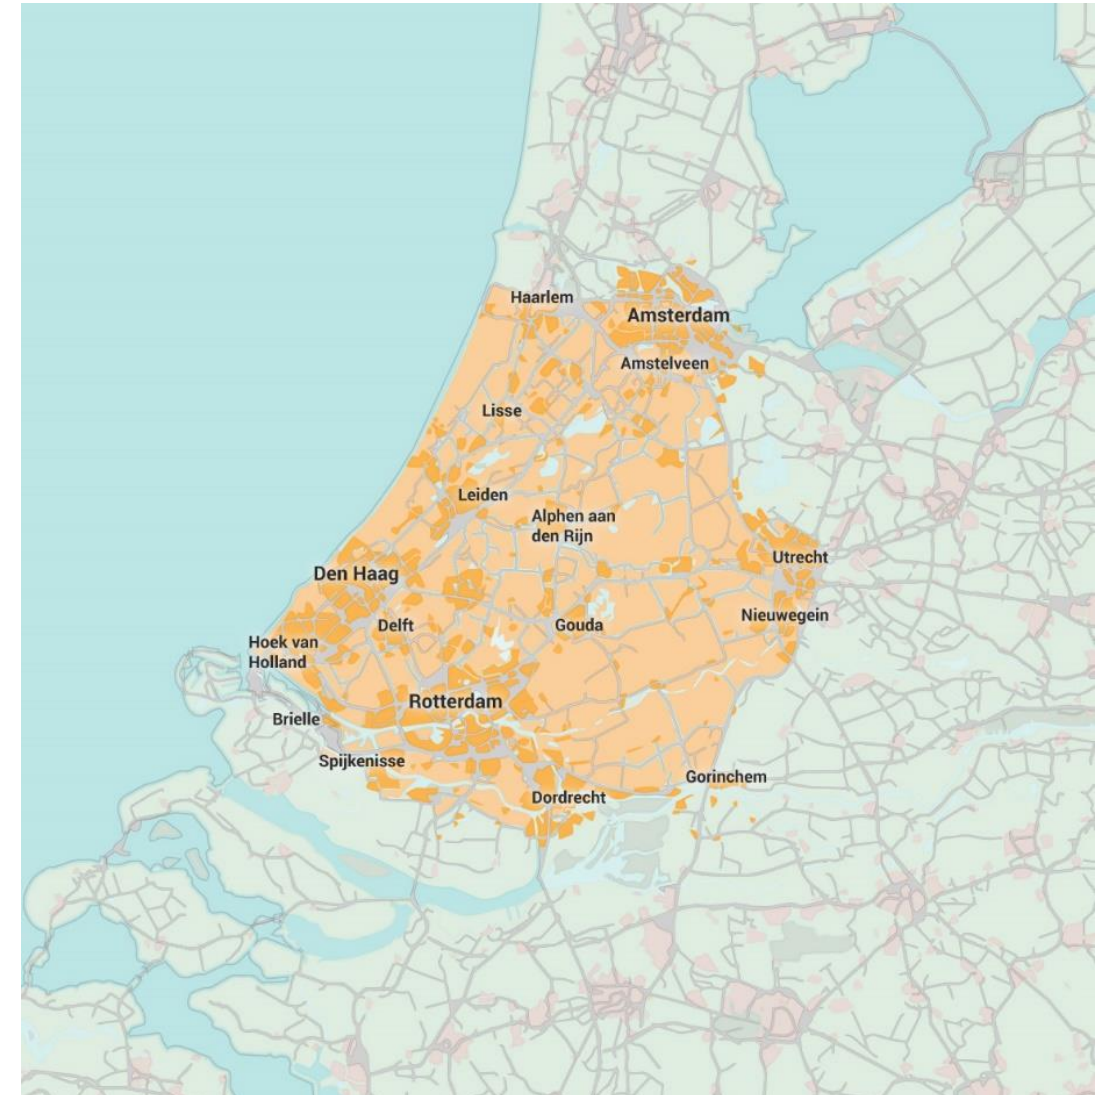 Haarlem
Amsterdam
Amstelveen
Lisse
Leiden
Alphen aan
den Rijn
Utrecht
Den Haag
Nieuwegein
Delft
Gouda
Hoek van
Holland
Rotterdam
Brielle
Spijkenisse
Gorinchem
Dordrecht